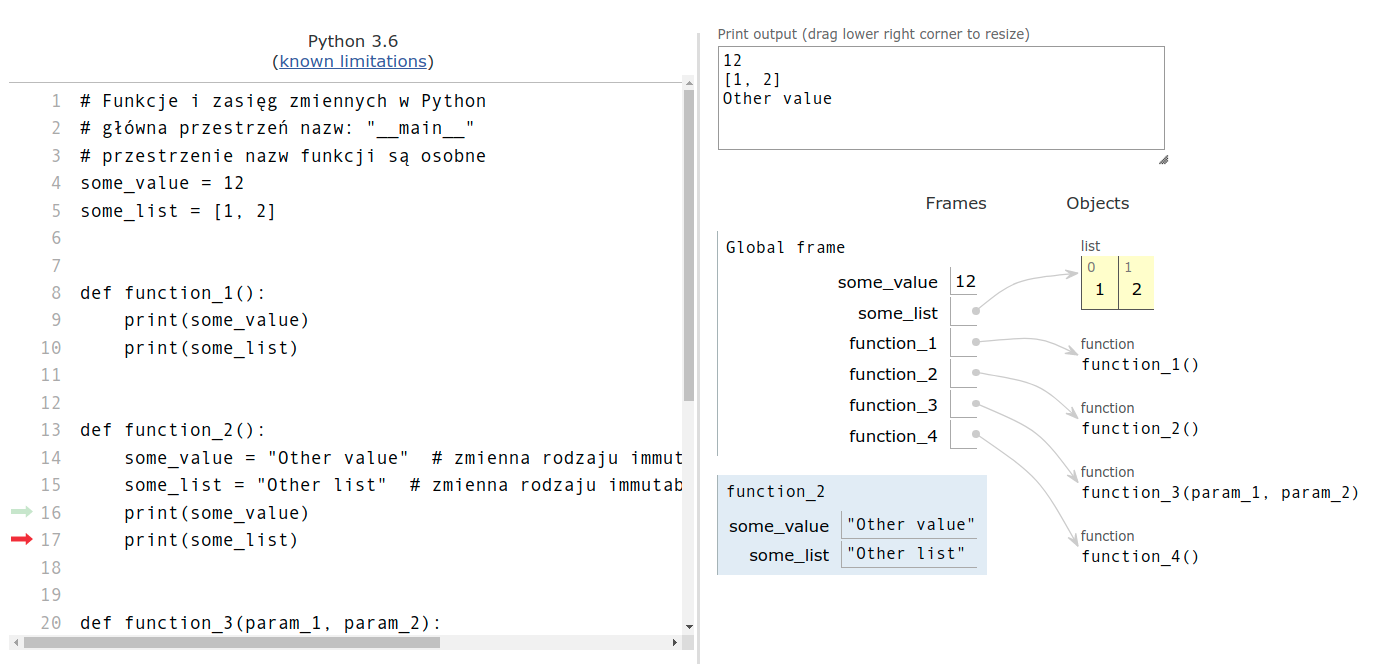 Python 3.6
(known limitations)
1 # Funkcje i zasięg zmiennych w Python
2 # główna przestrzeń nazw: "__main__"
3 # przestrzenie nazw funkcji są osobne
4 some_value = 12
5 some_list = [1, 2]
6
7
8 def function_1():
9     print(some_value)
10     print(some_list)
11
12
13 def function_2():
14     some_value = "Other value"  # zmienna rodzaju immut
15     some_list = "Other list"  # zmienna rodzaju immutab
16     print(some_value)
17     print(some_list)
18
19
20 def function_3(param_1, param_2):
Print output (drag lower right corner to resize)
12
[1, 2]
Other value
Frames
Objects
Global frame
some_value 12
some_list
function_1
function_2
function_3
function_4
function_2
some_value "Other value"
some_list "Other list"
list
0 1
1 2
function
function_1()
function
function_2()
function
function_3(param_1, param_2)
function
function_4()